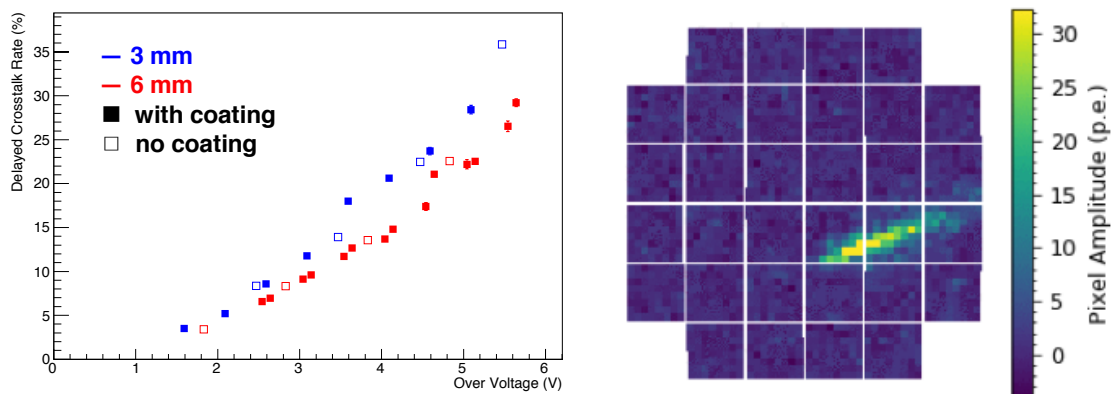 Delayed Crosstalk Rate (%)
35
30
25
20
15
10
5
0
3 mm
6 mm
with coating
no coating
0 1 2 3 4 5 6
Over Voltage (V)
30
25
20
15
10
5
0
Pixel Amplitude (p.e.)